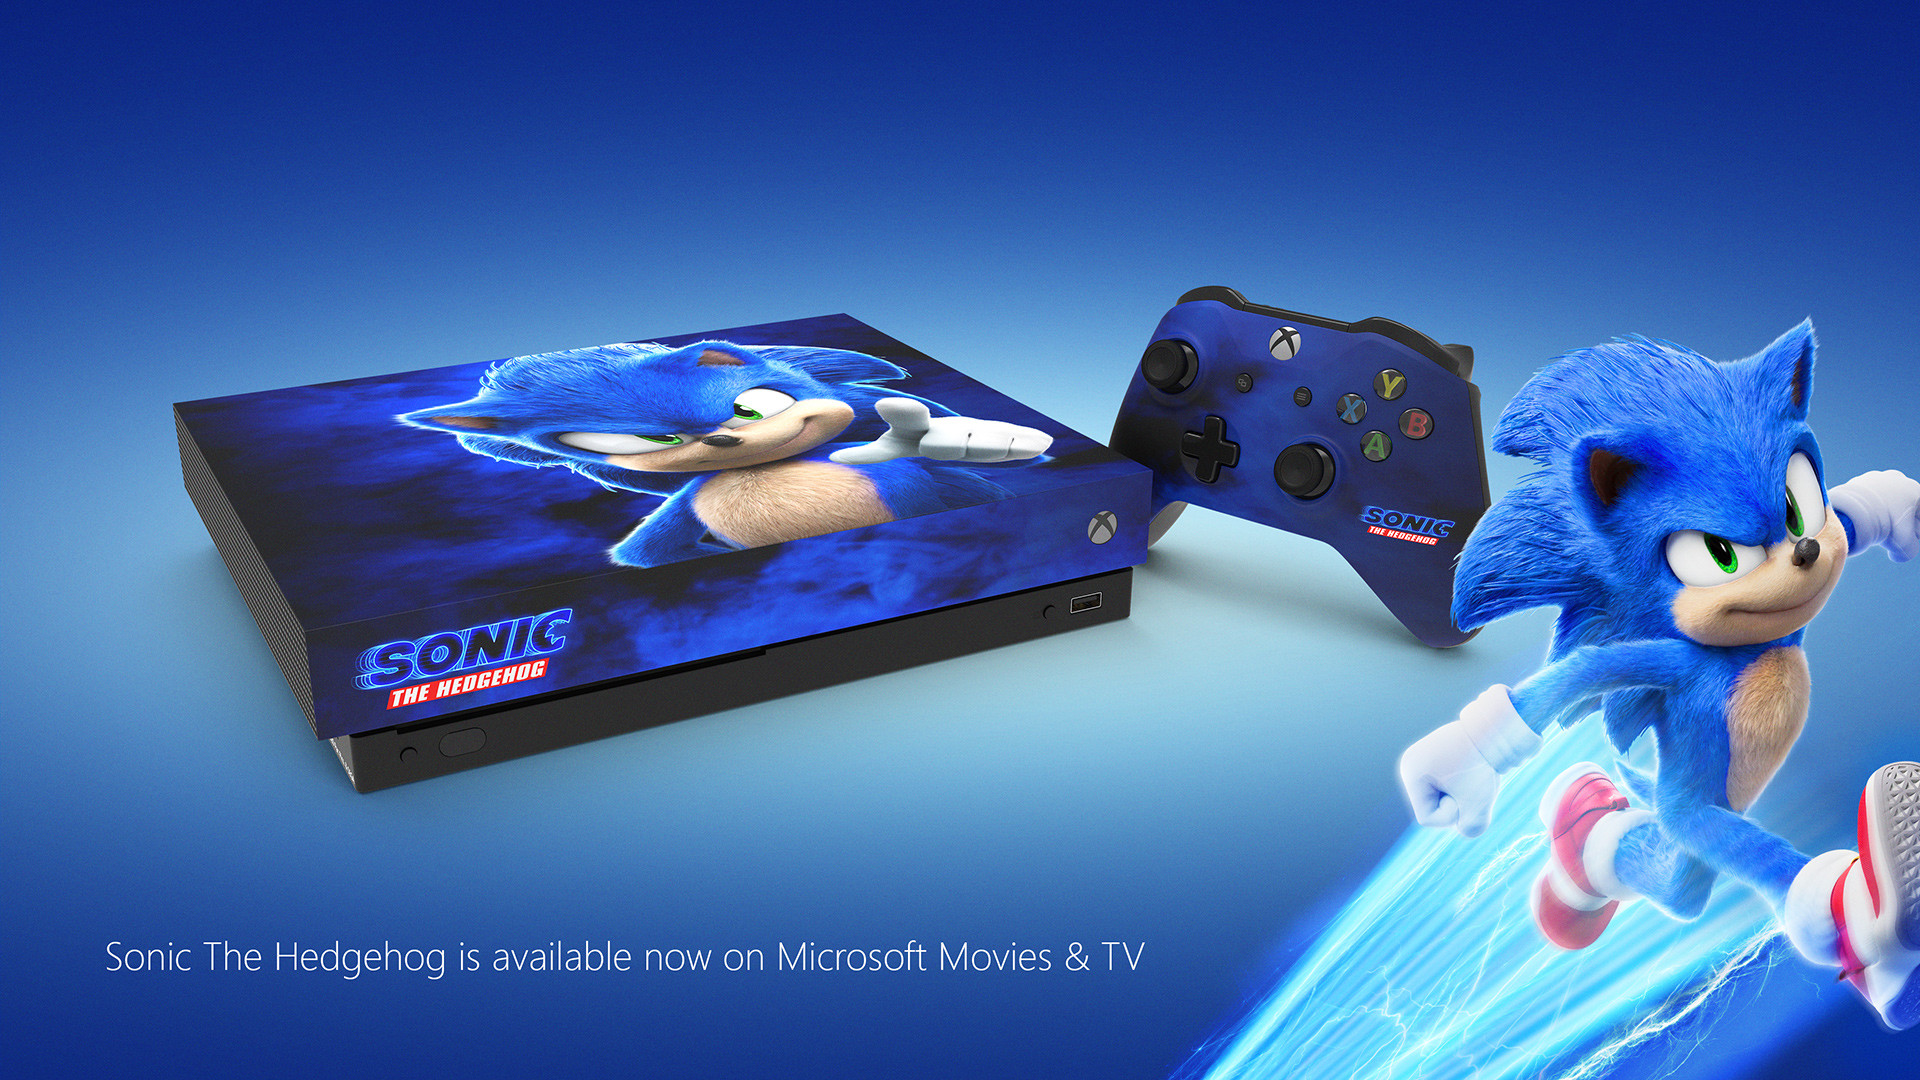 SONIC
THE HEDGEHOG
Y
X
B
A
SONIC
THE HEDGEHOG
Sonic The Hedgehog is available now on Microsoft Movies & TV